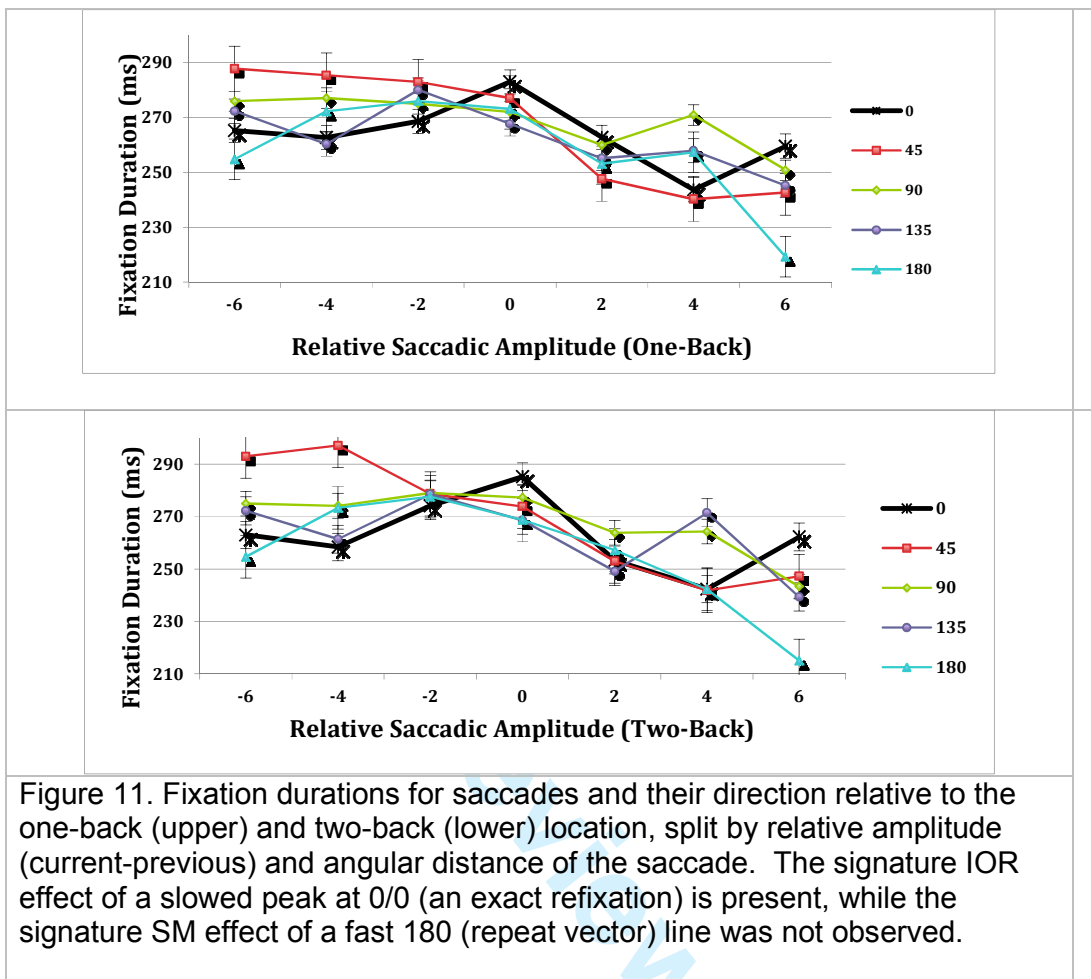 Fixation Duration (ms)
290
270
250
230
210
-6 -4 -2 0 2 4 6
Relative Saccadic Amplitude (One-Back)
0
45
90
135
180
Fixation Duration (ms)
290
270
250
230
210
-6 -4 -2 0 2 4 6
Relative Saccadic Amplitude (Two-Back)
0
45
90
135
180
Figure 11. Fixation durations for saccades and their direction relative to the
one-back (upper) and two-back (lower) location, split by relative amplitude
(current-previous) and angular distance of the saccade. The signature IOR
effect of a slowed peak at 0/0 (an exact refixation) is present, while the
signature SM effect of a fast 180 (repeat vector) line was not observed.